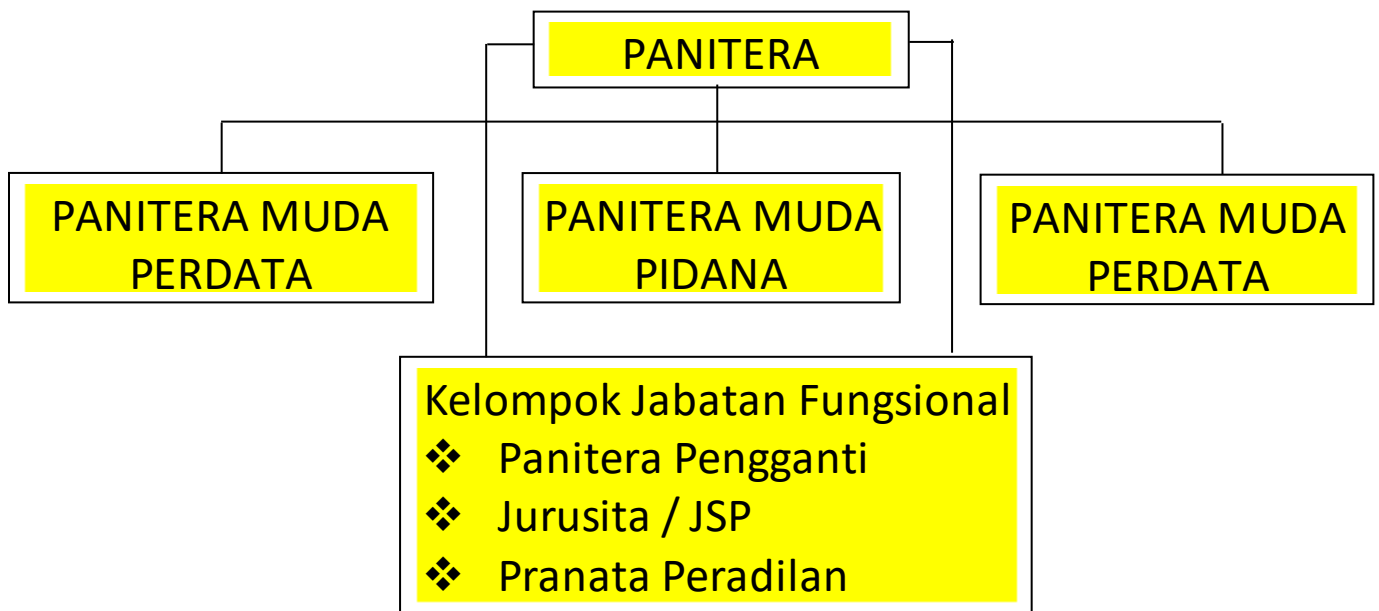 PANITERA
PANITERA MUDA
PERDATA
PANITERA MUDA
PIDANA
PANITERA MUDA
PERDATA
Kelompok Jabatan Fungsional
❖ Panitera Pengganti
❖ Jurusita / JSP
❖ Pranata Peradilan